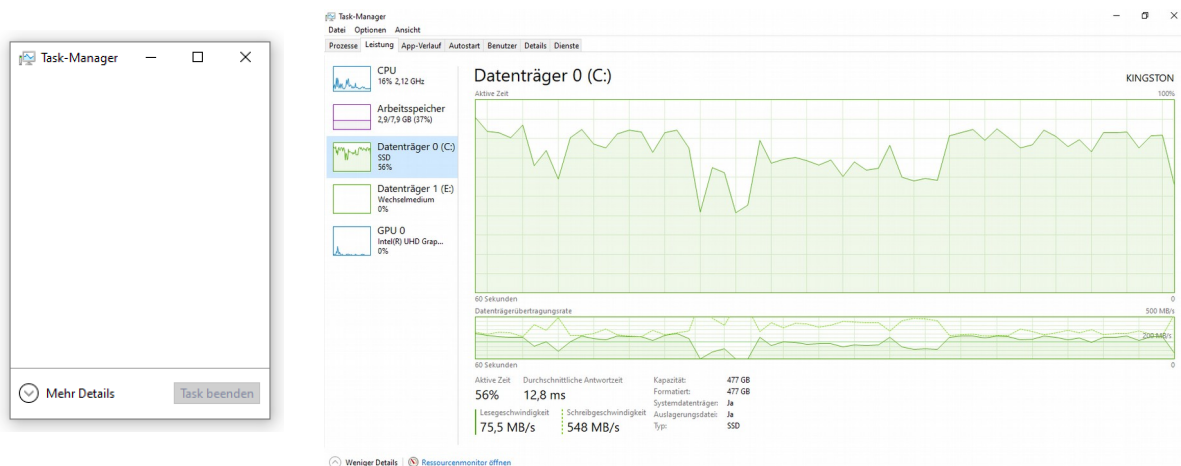 Task-Manager
Mehr Details
Task beenden
Task-Manager
Datei Optionen Ansicht
Prozesse Leistung App-Verlauf Autostart Benutzer Details Dienste
CPU
16% 2,12 GHz
Arbeitsspeicher
2,9/7,9 GB (37%)
Datenträger 0 (C:)
SSD
56%
Datenträger 1 (E:)
Wechselmedium
0%
GPU 0
Intel(R) UHD Grap...
0%
Datenträger 0 (C:)
KINGSTON
Aktive Zeit
100%
60 Sekunden
0
Datenträgerübertragungsrate
500 MB/s
200 MB/s
60 Sekunden
0
Aktive Zeit
56%
Durchschnittliche Antwortzeit
12,8 ms
Lesegeschwindigkeit
75,5 MB/s
Schreibgeschwindigkeit
548 MB/s
Kapazität: 477 GB
Formatiert: 477 GB
Systemdatenträger: Ja
Auslagerungsdatei: Ja
Typ: SSD
Weniger Details
Ressourcenmonitor öffnen